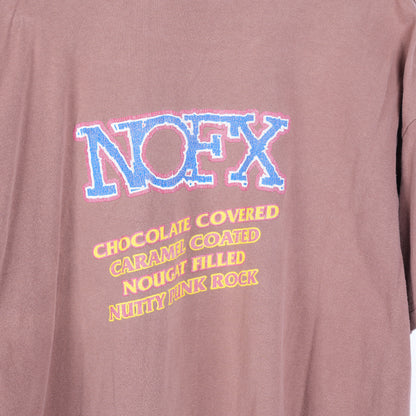 NOFX
CHOCOLATE COVERED
CARAMEL COATED
NOUGAT FILLED
NUTTY PUNK ROCK